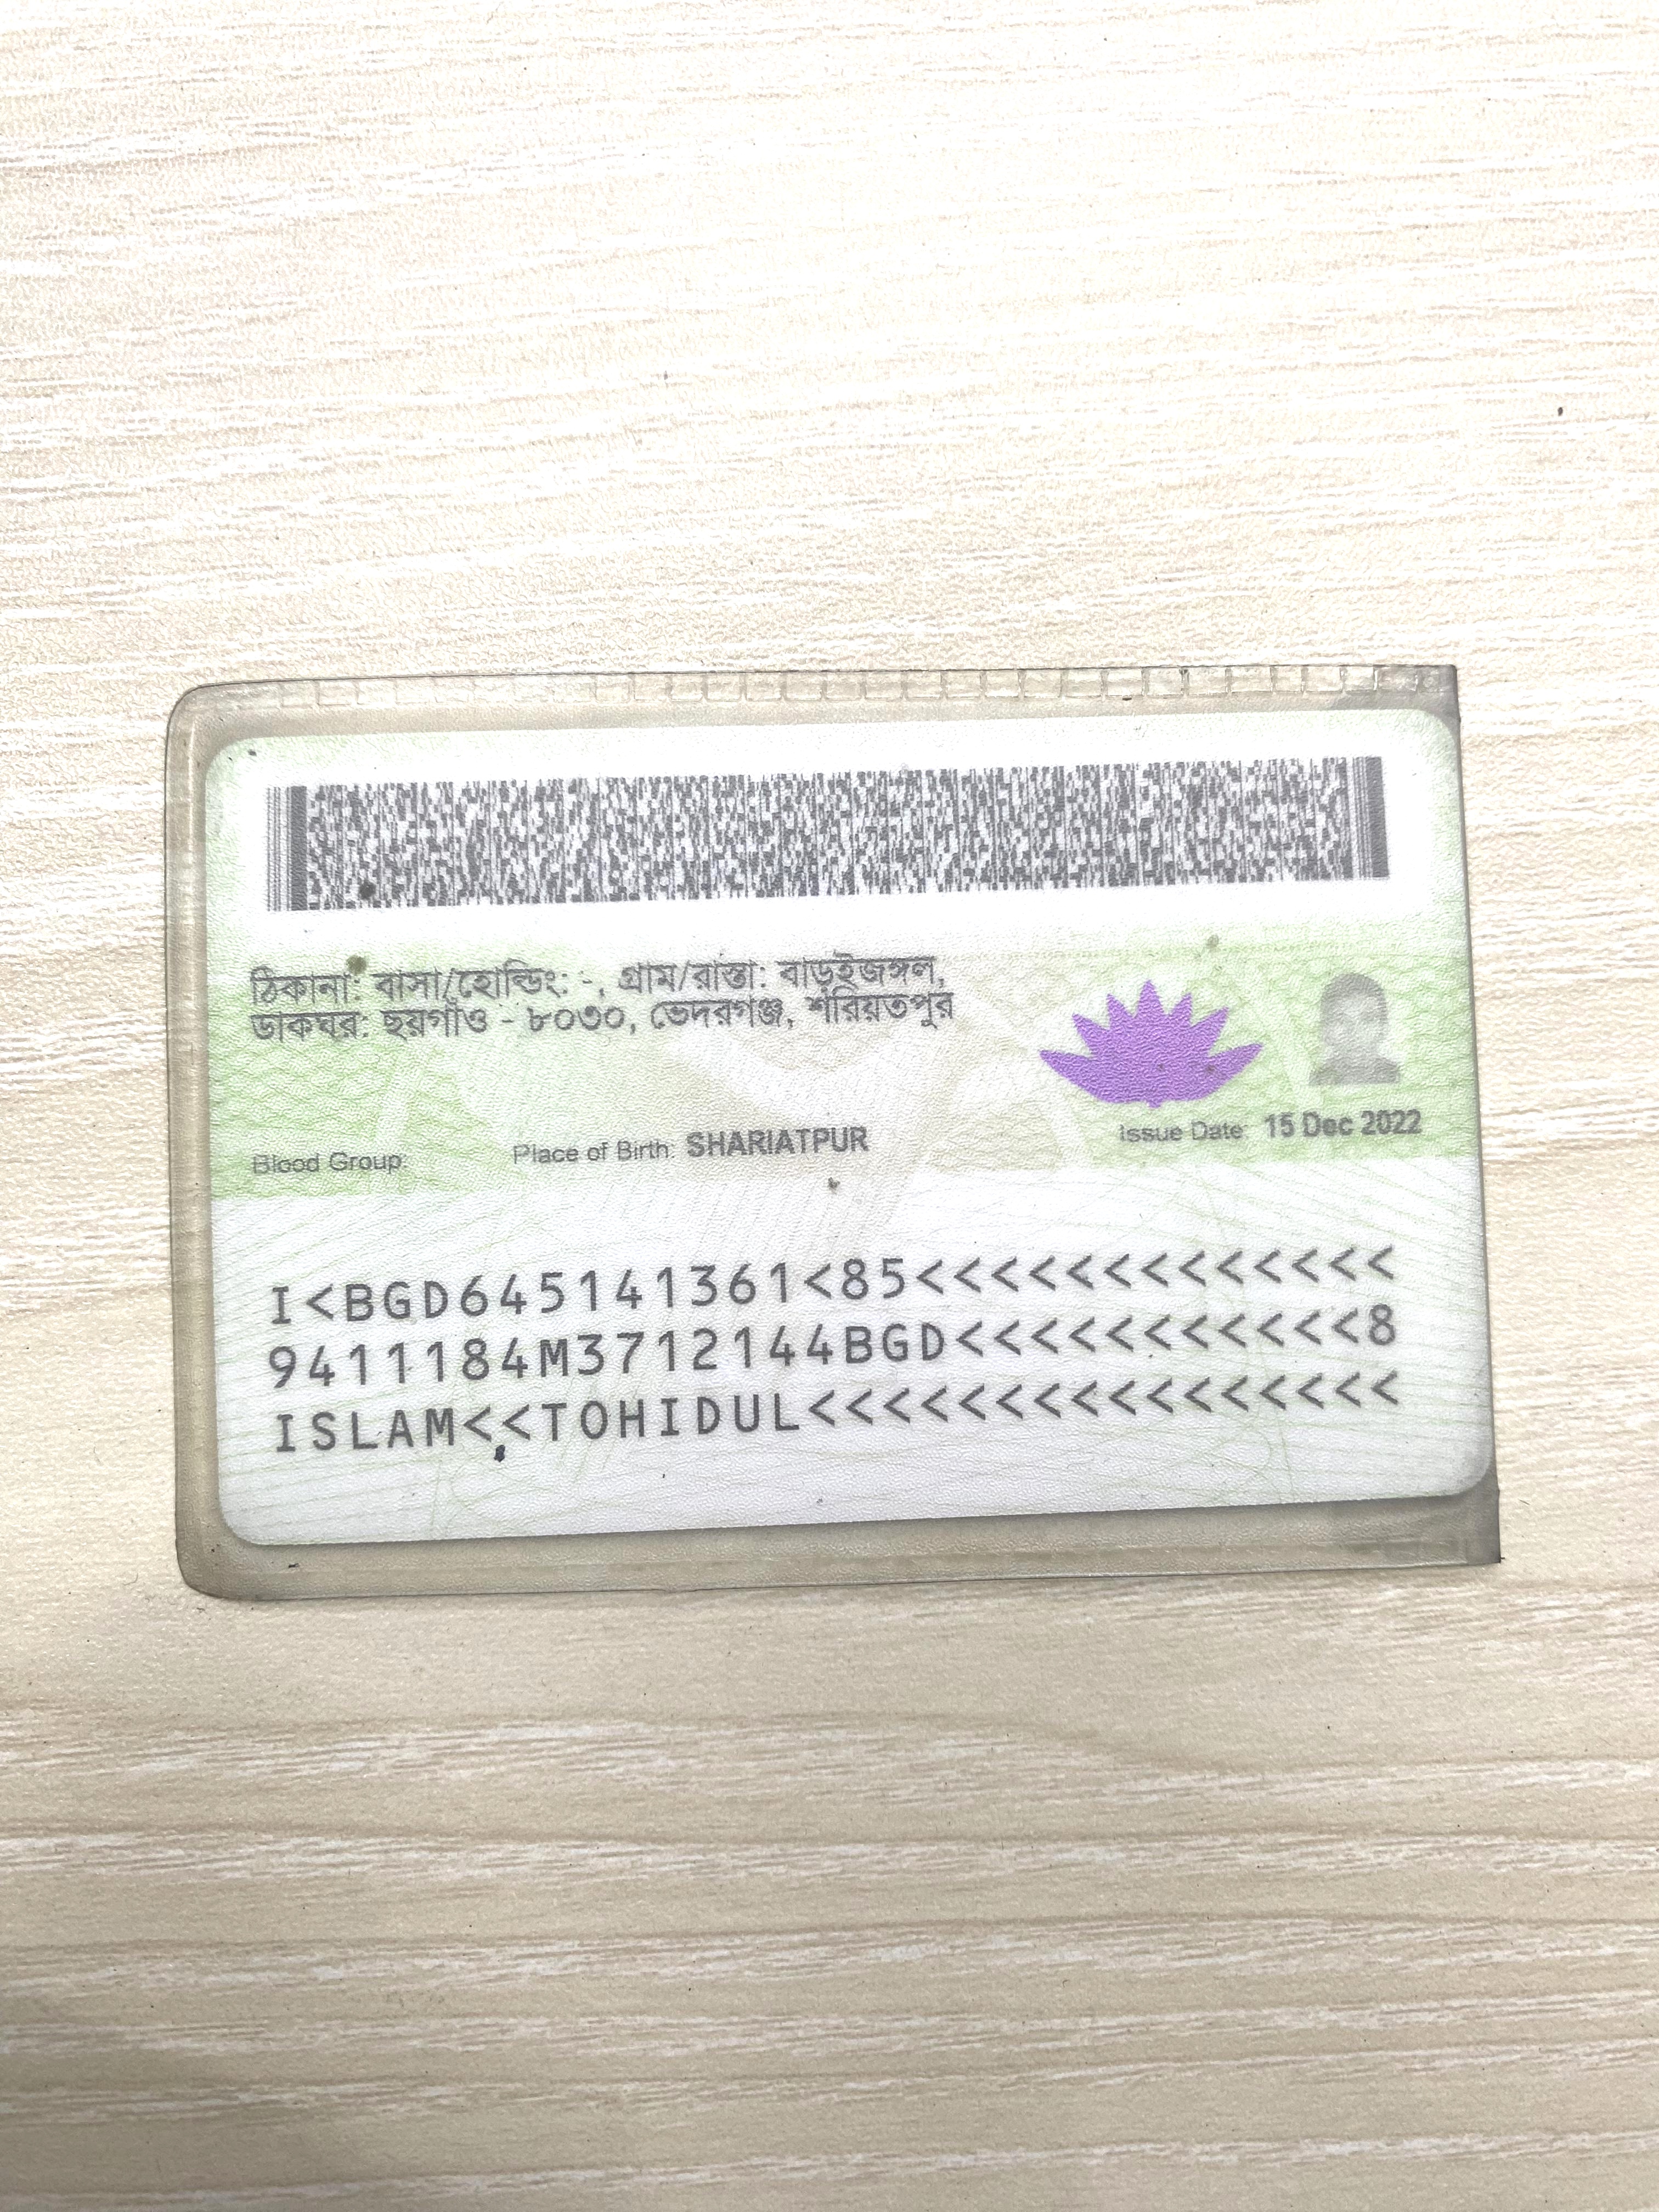 ঠিকানা: বাসা/হোল্ডিং: -, গ্রাম/রাস্তা: বাড়ইজঙ্গল,
ডাকঘর: ছয়গাঁও - ৮০৩০, ভেদরগঞ্জ, শরিয়তপুর
Blood Group: Place of Birth: SHARIATPUR Issue Date: 15 Dec 2022
I<BGD645141361<85<<<<<<<<<<<<<
9411184M3712144BGD<<<<<<<<<<<8
ISLAM<<TOHIDUL<<<<<<<<<<<<<<<<